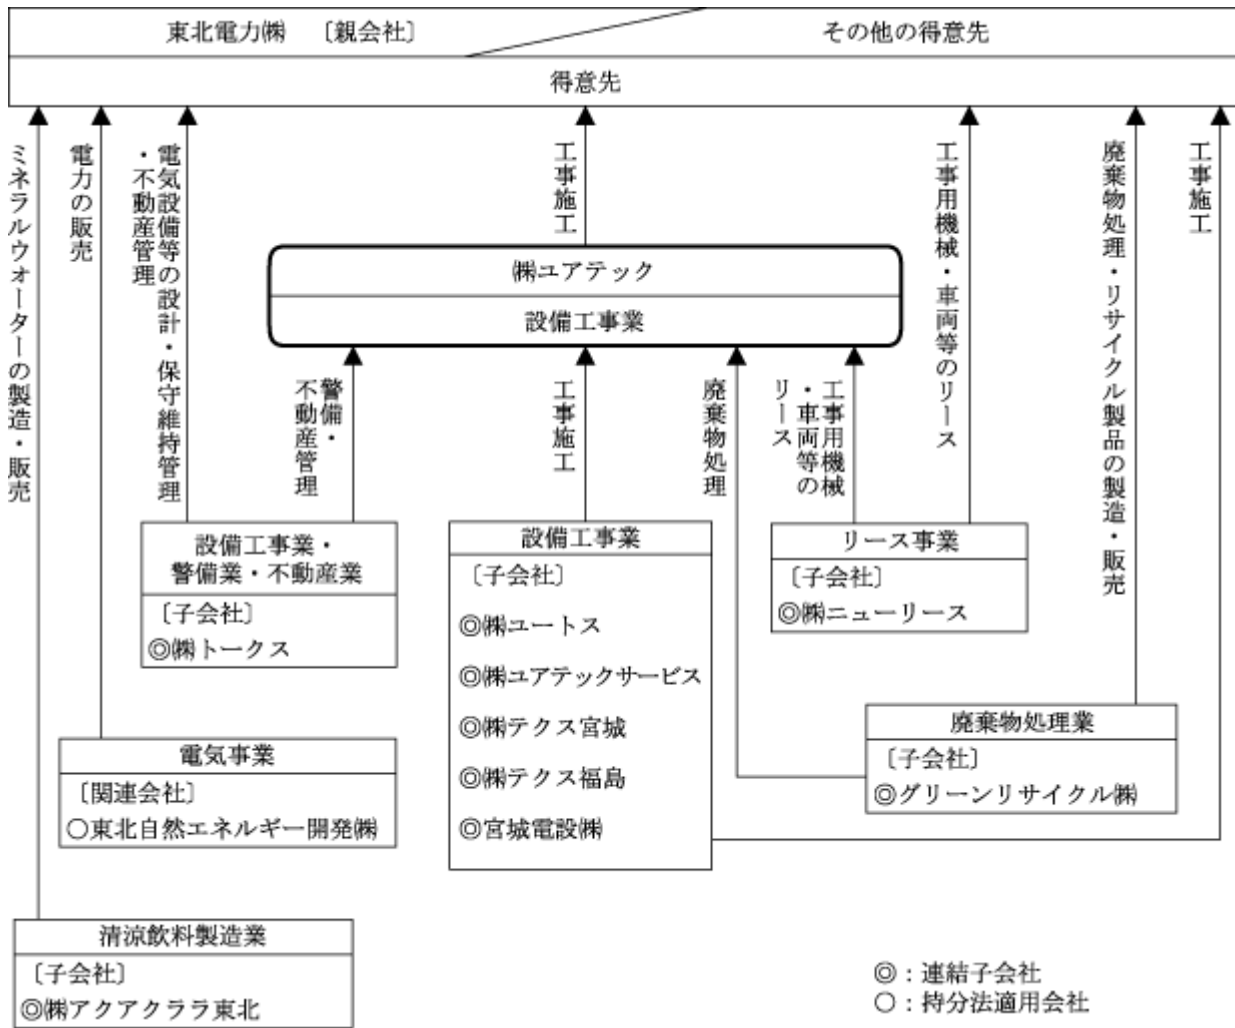 東北電力㈱ 〔親会社〕
その他の得意先
得意先
ミネラルウォーターの製造・販売
電力の販売
電気設備等の設計・保守維持管理
・不動産管理
工事施工
工事用機械・車両等のリース
廃棄物処理・リサイクル製品の製造・販売
工事施工
㈱ユアテック
設備工事業
警備・
不動産管理
工事施工
廃棄物処理
工事用機械
・車両等の
リース
設備工事業・
警備業・不動産業
〔子会社〕
◎㈱トークス
設備工事業
〔子会社〕
◎㈱ユートス
◎㈱ユアテックサービス
◎㈱テクス宮城
◎㈱テクス福島
◎宮城電設㈱
リース事業
〔子会社〕
◎㈱ニューリース
廃棄物処理業
〔子会社〕
◎グリーンリサイクル㈱
電気事業
〔関連会社〕
○東北自然エネルギー開発㈱
清涼飲料製造業
〔子会社〕
◎㈱アクアクララ東北
◎：連結子会社
○：持分法適用会社